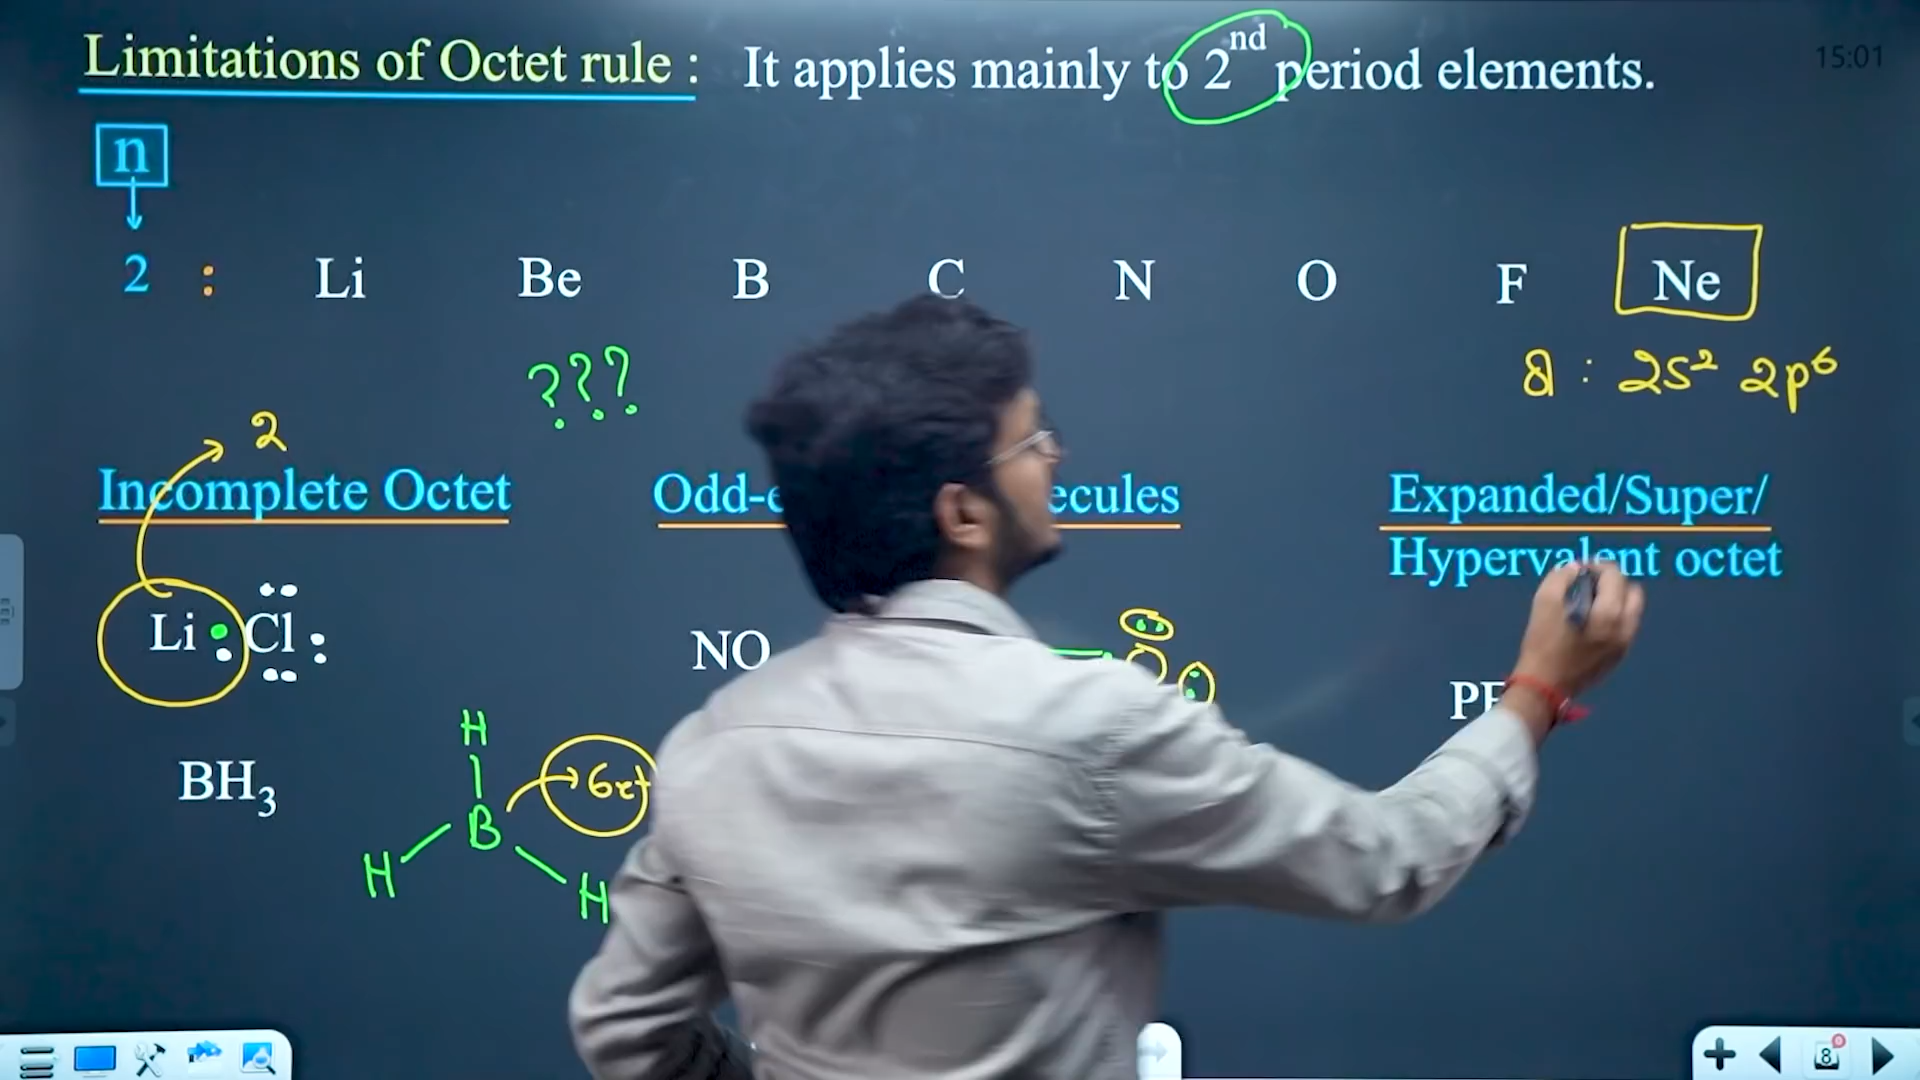 Limitations of Octet rule : It applies mainly to 2nd period elements.
15:01
n
2 : Li Be B C N O F Ne
???
8 : 2s² 2p⁶
2
Incomplete Octet
Expanded/Super/
Hypervalent octet
Li Cl
NO
BH₃
H
B
H
H
8